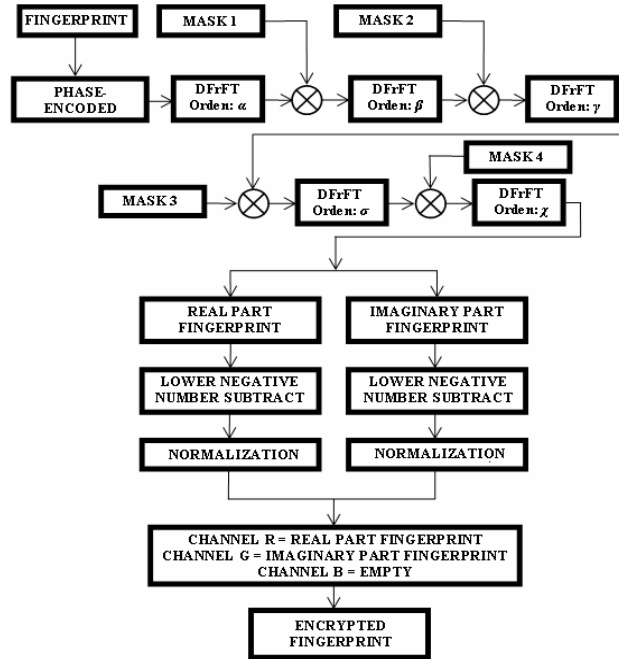 FINGERPRINT
MASK 1
MASK 2
PHASE-
ENCODED
DFrFT
Orden: α
DFrFT
Orden: β
DFrFT
Orden: γ
MASK 4
MASK 3
DFrFT
Orden: σ
DFrFT
Orden: χ
REAL PART
FINGERPRINT
IMAGINARY PART
FINGERPRINT
LOWER NEGATIVE
NUMBER SUBTRACT
LOWER NEGATIVE
NUMBER SUBTRACT
NORMALIZATION
NORMALIZATION
CHANNEL R = REAL PART FINGERPRINT
CHANNEL G = IMAGINARY PART FINGERPRINT
CHANNEL B = EMPTY
ENCRYPTED
FINGERPRINT